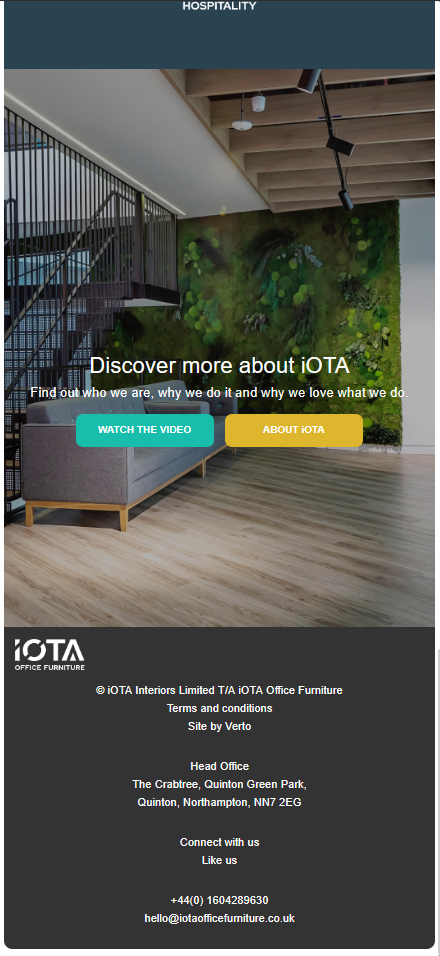 HOSPITALITY
Discover more about iOTA
Find out who we are, why we do it and why we love what we do.
WATCH THE VIDEO
ABOUT iOTA
iOTA
OFFICE FURNITURE
© iOTA Interiors Limited T/A iOTA Office Furniture
Terms and conditions
Site by Verto
Head Office
The Crabtree, Quinton Green Park,
Quinton, Northampton, NN7 2EG
Connect with us
Like us
+44(0) 1604289630
hello@iotaofficefurniture.co.uk